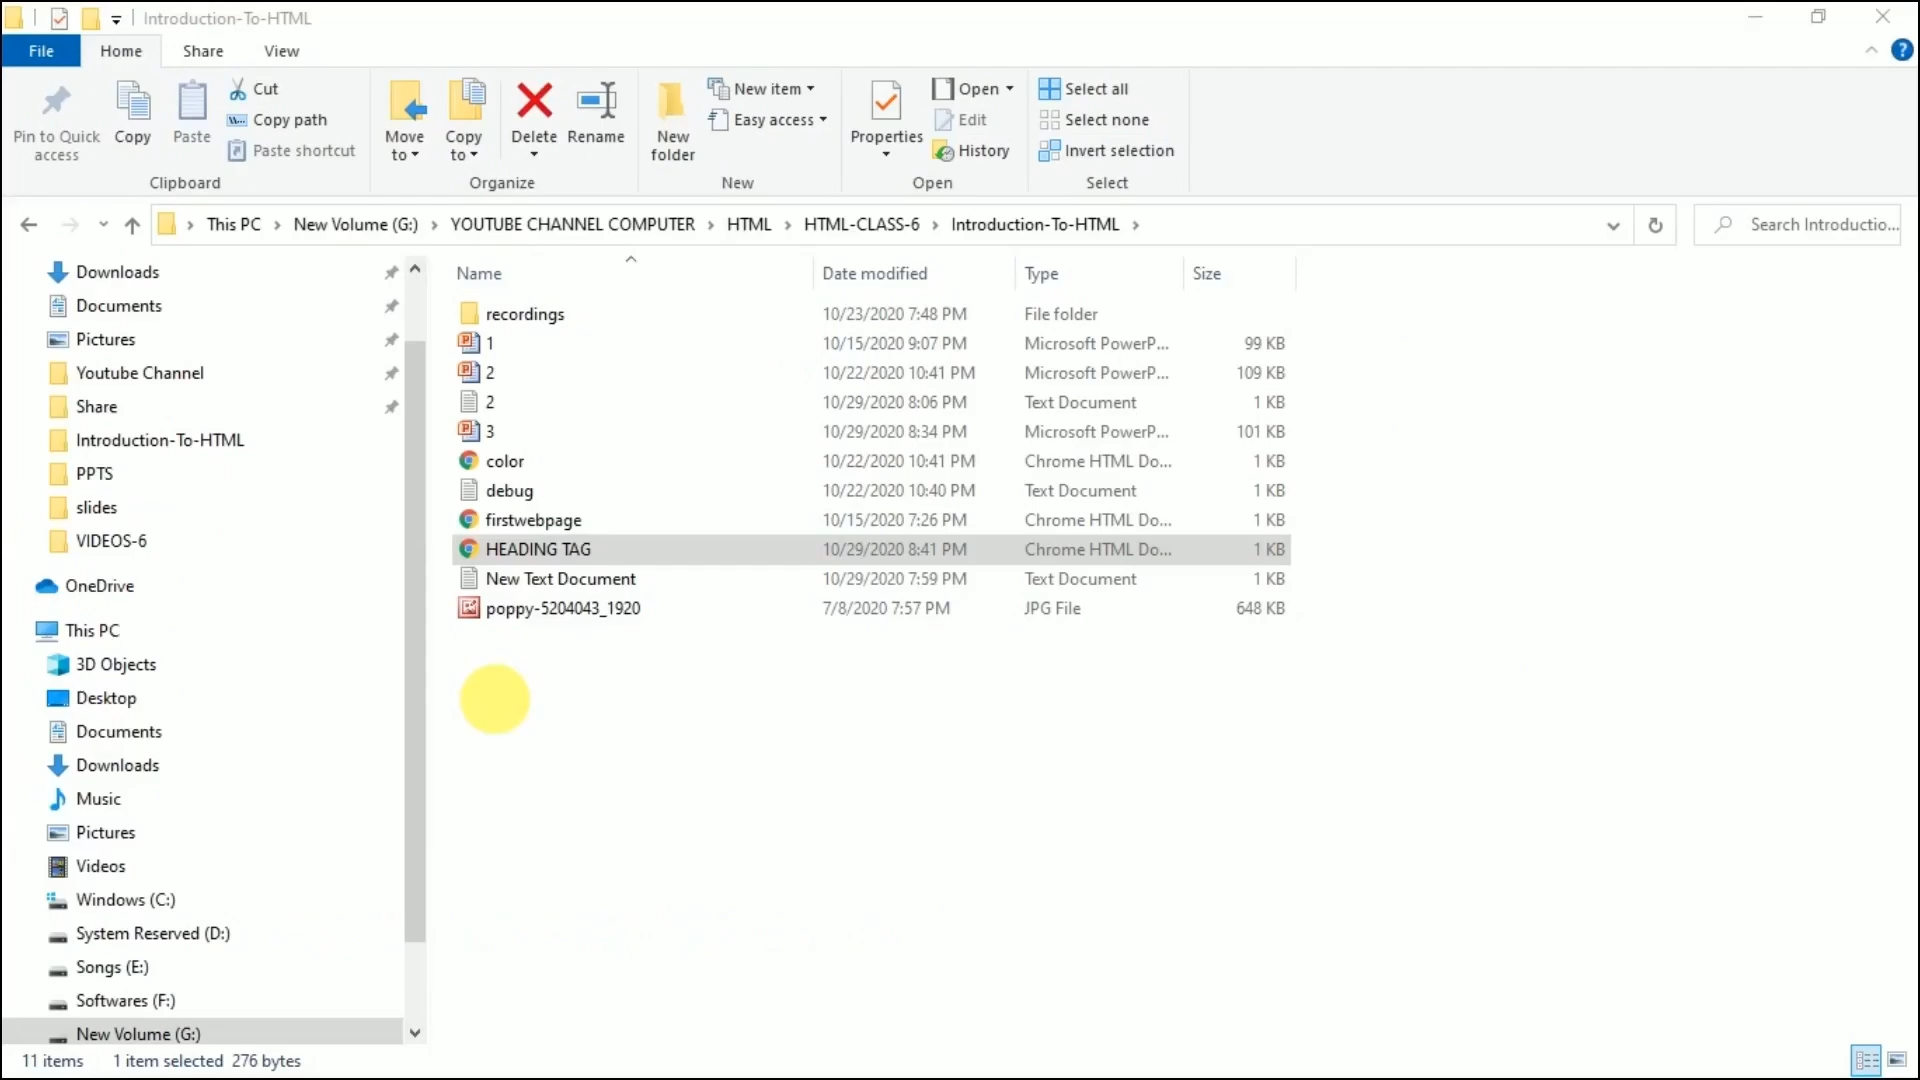 Introduction-To-HTML
File Home Share View
Pin to Quick access
Copy
Paste
Cut
Copy path
Paste shortcut
Clipboard
Move to
Copy to
Delete
Rename
Organize
New folder
New item
Easy access
New
Properties
Open
Edit
History
Open
Select all
Select none
Invert selection
Select
This PC New Volume (G:) YOUTUBE CHANNEL COMPUTER HTML HTML-CLASS-6 Introduction-To-HTML
Search Introductio...
Downloads
Documents
Pictures
Youtube Channel
Share
Introduction-To-HTML
PPTS
slides
VIDEOS-6
OneDrive
This PC
3D Objects
Desktop
Documents
Downloads
Music
Pictures
Videos
Windows (C:)
System Reserved (D:)
Songs (E:)
Softwares (F:)
New Volume (G:)
Name Date modified Type Size
recordings 10/23/2020 7:48 PM File folder
1 10/15/2020 9:07 PM Microsoft PowerP... 99 KB
2 10/22/2020 10:41 PM Microsoft PowerP... 109 KB
2 10/29/2020 8:06 PM Text Document 1 KB
3 10/29/2020 8:34 PM Microsoft PowerP... 101 KB
color 10/22/2020 10:41 PM Chrome HTML Do... 1 KB
debug 10/22/2020 10:40 PM Text Document 1 KB
firstwebpage 10/15/2020 7:26 PM Chrome HTML Do... 1 KB
HEADING TAG 10/29/2020 8:41 PM Chrome HTML Do... 1 KB
New Text Document 10/29/2020 7:59 PM Text Document 1 KB
poppy-5204043_1920 7/8/2020 7:57 PM JPG File 648 KB
11 items 1 item selected 276 bytes